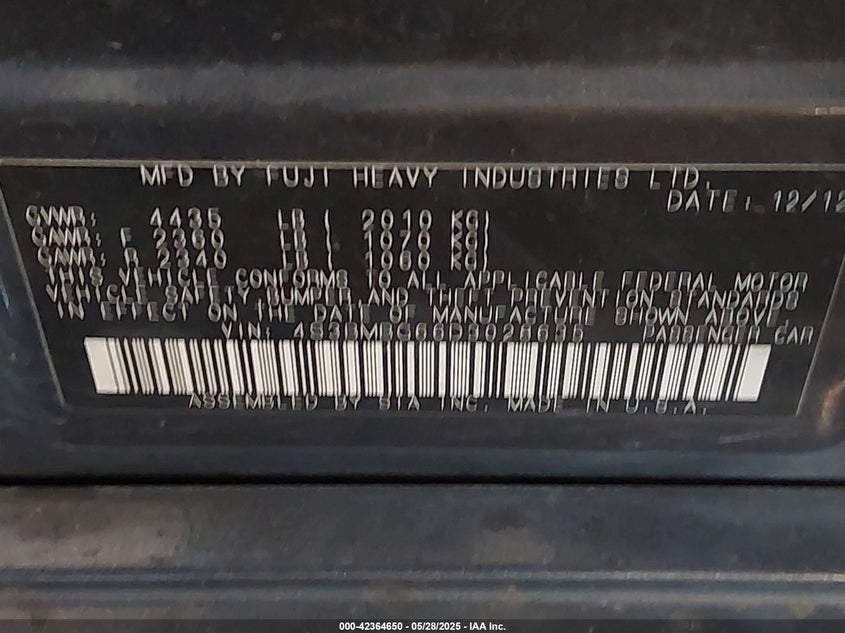 MFD BY FUJI HEAVY INDUSTRIES LTD.
DATE: 12/12
GVWR: 4435 LB ( 2010 KG)
GAWR: F 2360 LB ( 1070 KG)
GAWR: R 2340 LB ( 1060 KG)
THIS VEHICLE CONFORMS TO ALL APPLICABLE FEDERAL MOTOR
VEHICLE SAFETY, BUMPER, AND THEFT PREVENTION STANDARDS
IN EFFECT ON THE DATE OF MANUFACTURE SHOWN ABOVE.
VIN: 4S3BMBG66D3028635 PASSENGER CAR
ASSEMBLED BY SIA INC. MADE IN U.S.A.
000-42364650 - 05/28/2025 - IAA Inc.